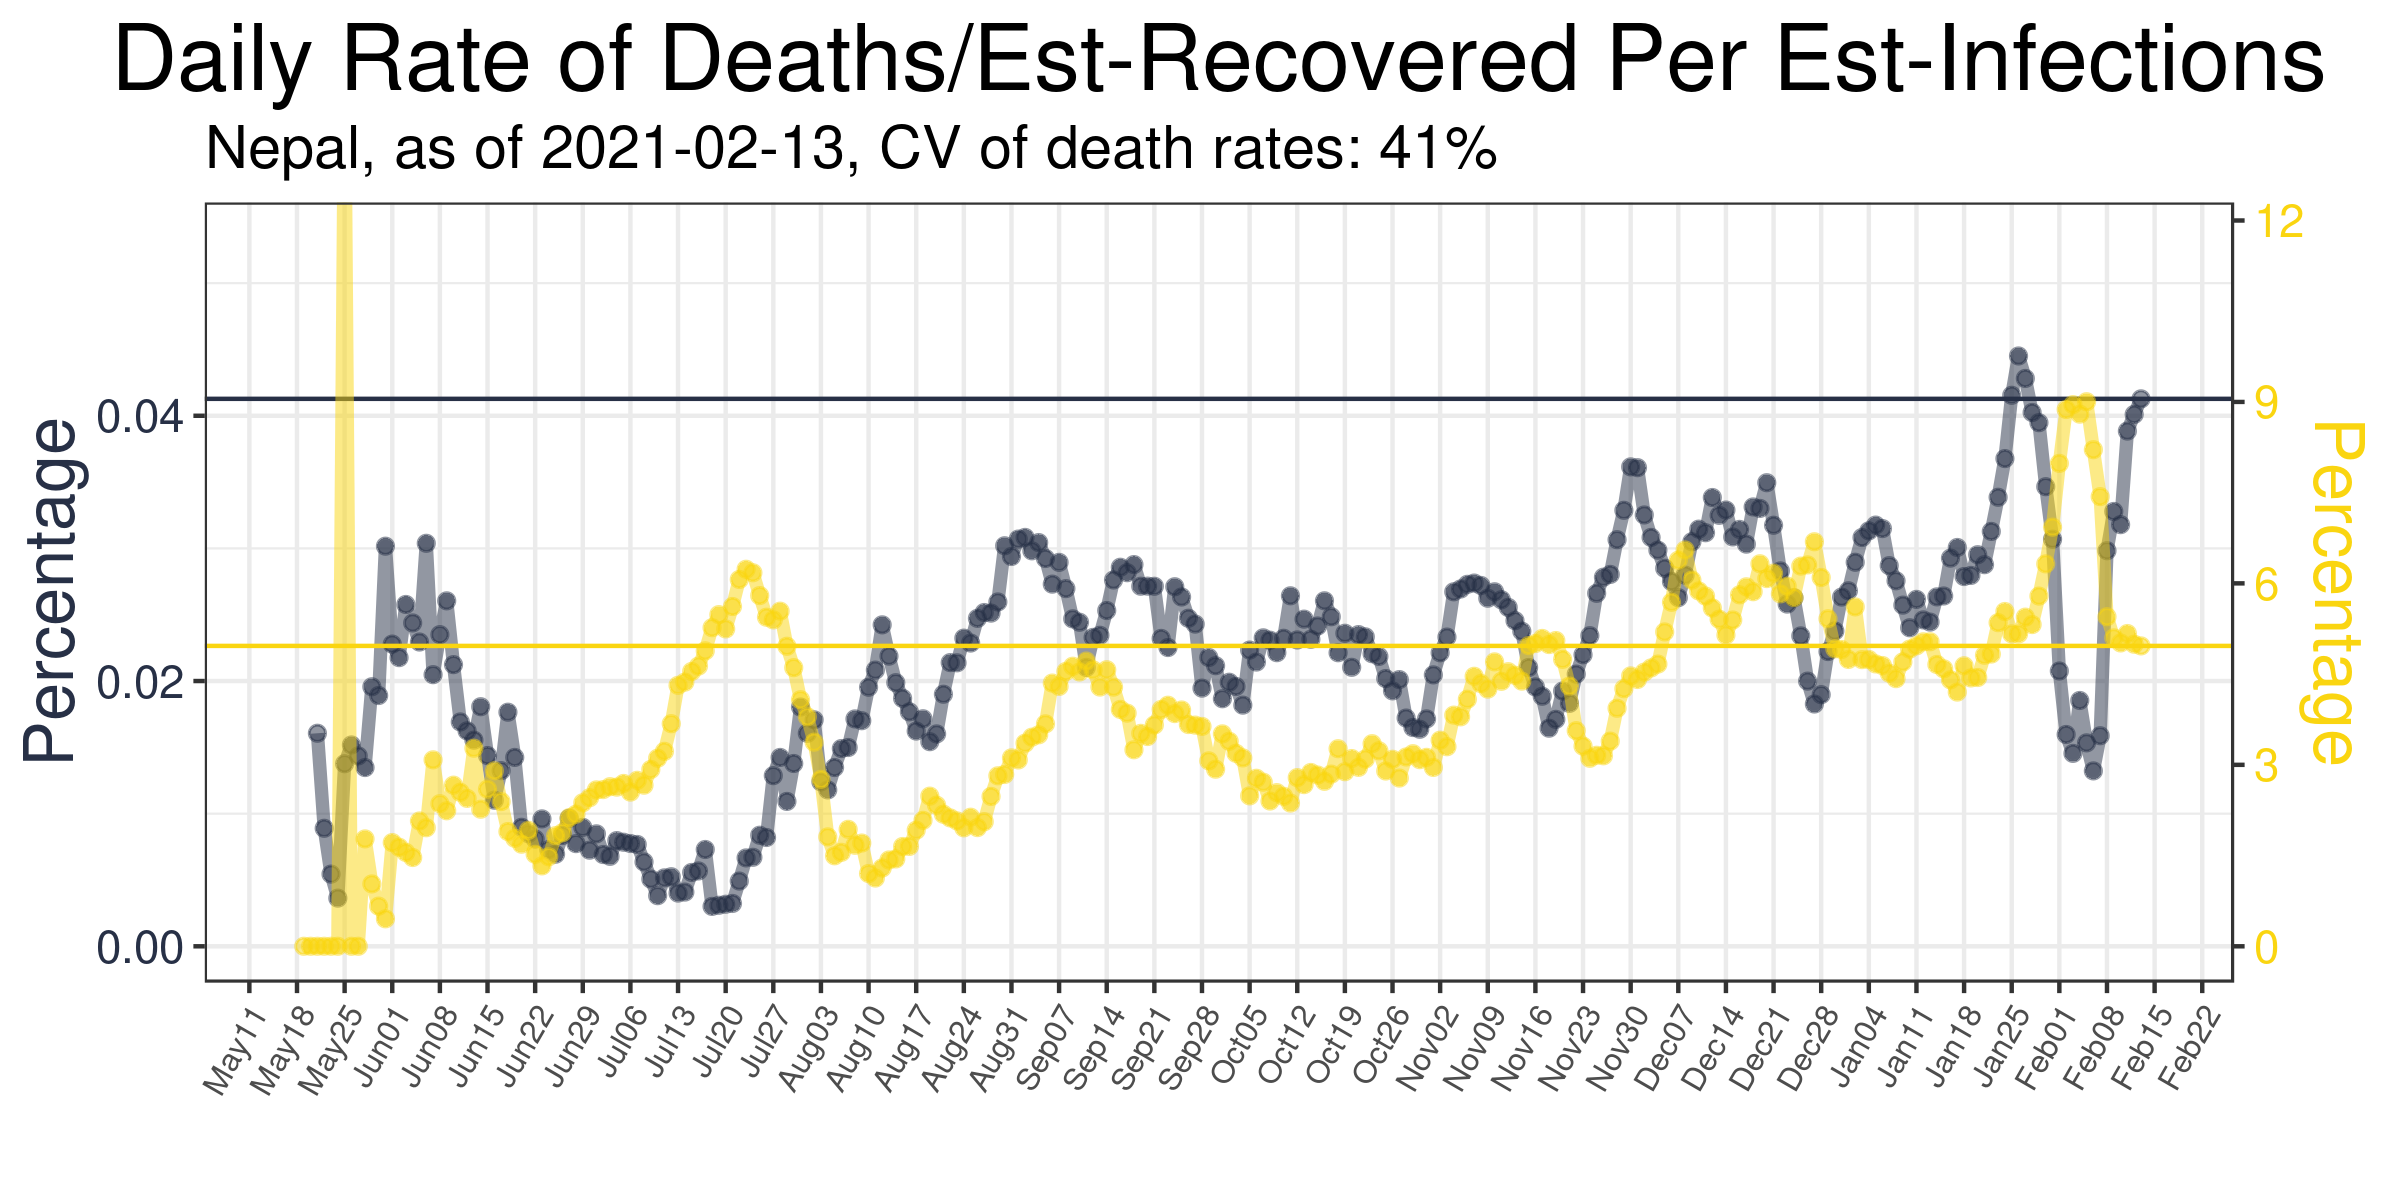 Daily Rate of Deaths/Est-Recovered Per Est-Infections
Nepal, as of 2021-02-13, CV of death rates: 41%
Percentage
0.04
0.02
0.00
12
9
6
3
0
Percentage
May11
May18
May25
Jun01
Jun08
Jun15
Jun22
Jun29
Jul06
Jul13
Jul20
Jul27
Aug03
Aug10
Aug17
Aug24
Aug31
Sep07
Sep14
Sep21
Sep28
Oct05
Oct12
Oct19
Oct26
Nov02
Nov09
Nov16
Nov23
Nov30
Dec07
Dec14
Dec21
Dec28
Jan04
Jan11
Jan18
Jan25
Feb01
Feb08
Feb15
Feb22